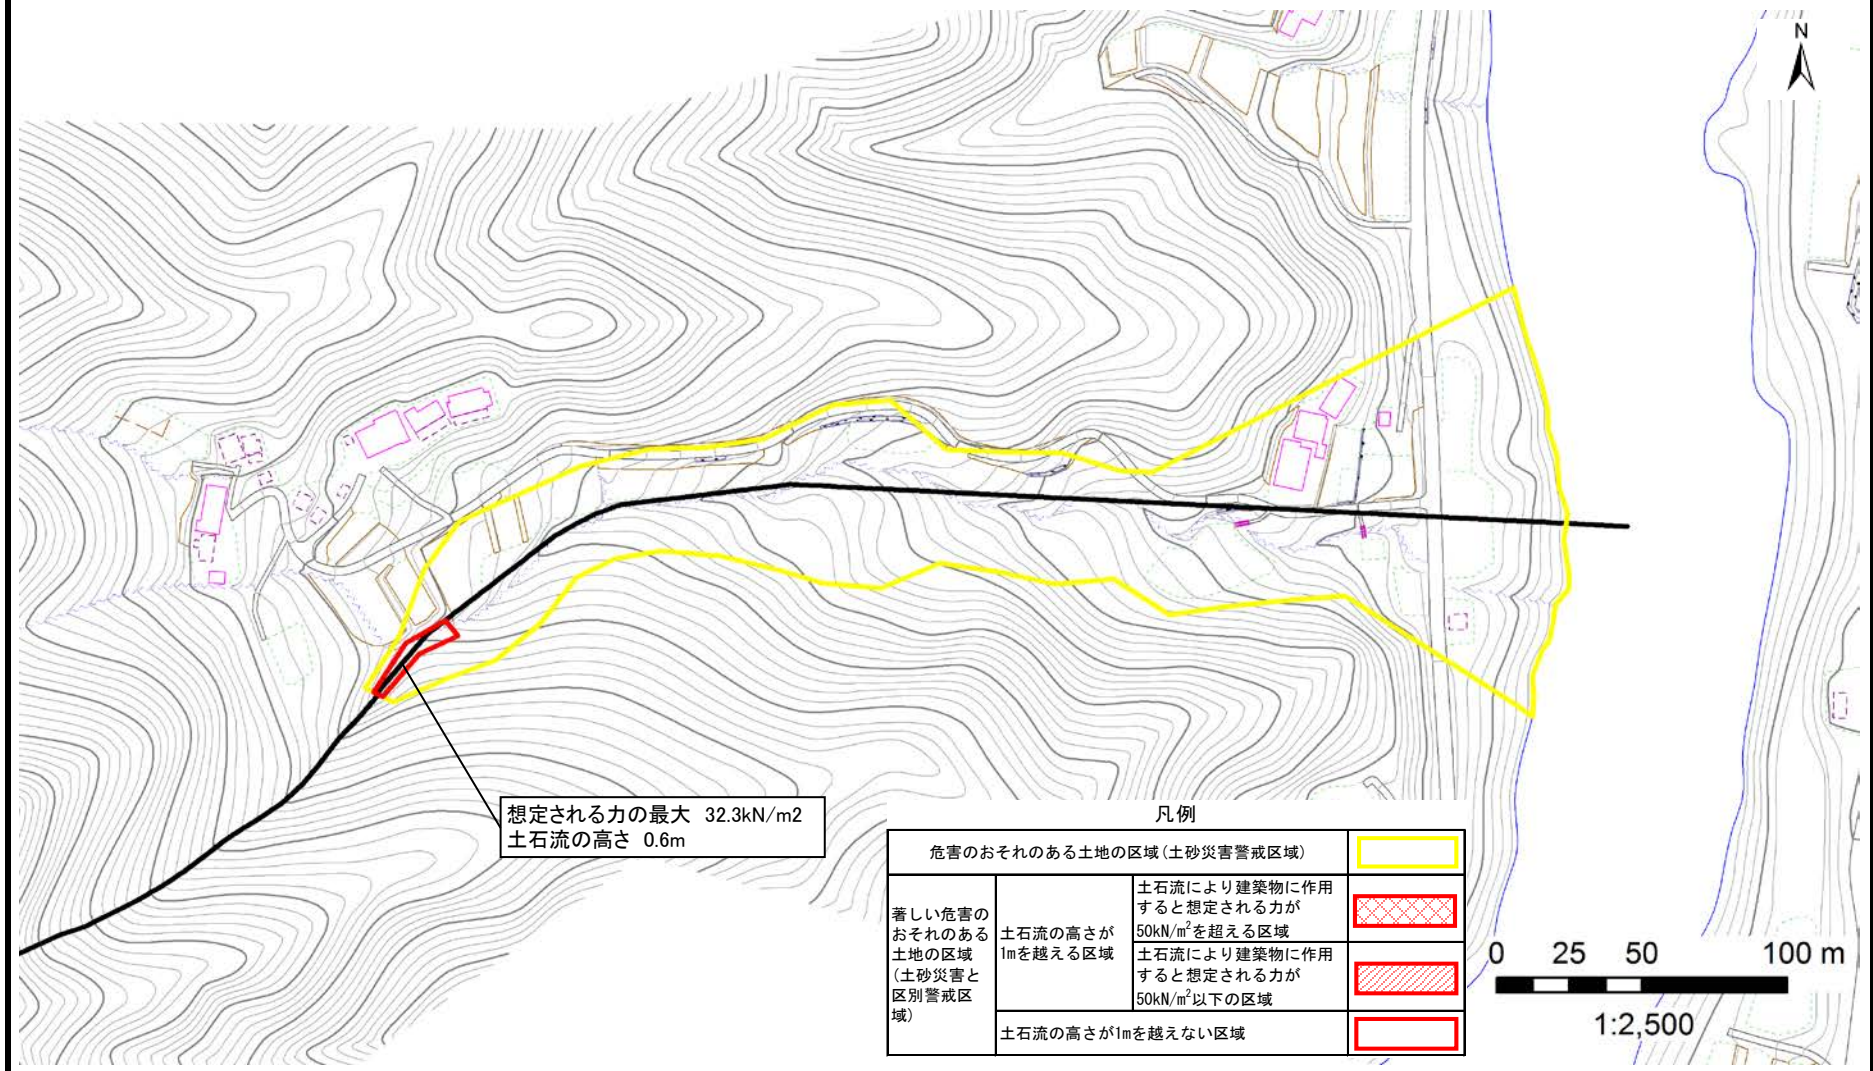 N
想定される力の最大 32.3kN/m2
土石流の高さ 0.6m
凡例
危害のおそれのある土地の区域(土砂災害警戒区域)
著しい危害の
おそれのある
土地の区域
(土砂災害と
区別警戒区
域)
土石流の高さが
1mを越える区域
土石流により建築物に作用
すると想定される力が
50kN/m²を超える区域
土石流により建築物に作用
すると想定される力が
50kN/m²以下の区域
土石流の高さが1mを越えない区域
0 25 50 100 m
1:2,500